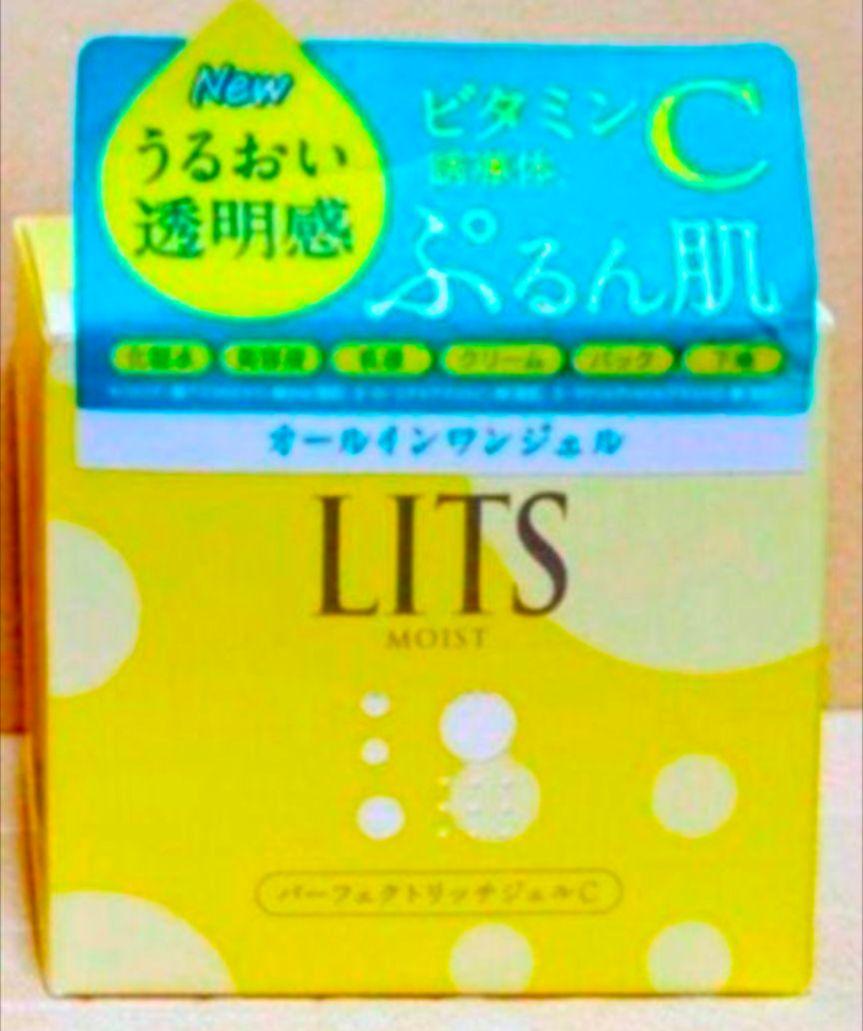 New
うるおい
透明感
ビタミンC
誘導体
ぷるん肌
化粧水 美容液 乳液 クリーム パック 下地
オールインワンジェル
LITS
MOIST
パーフェクトリッチジェルC